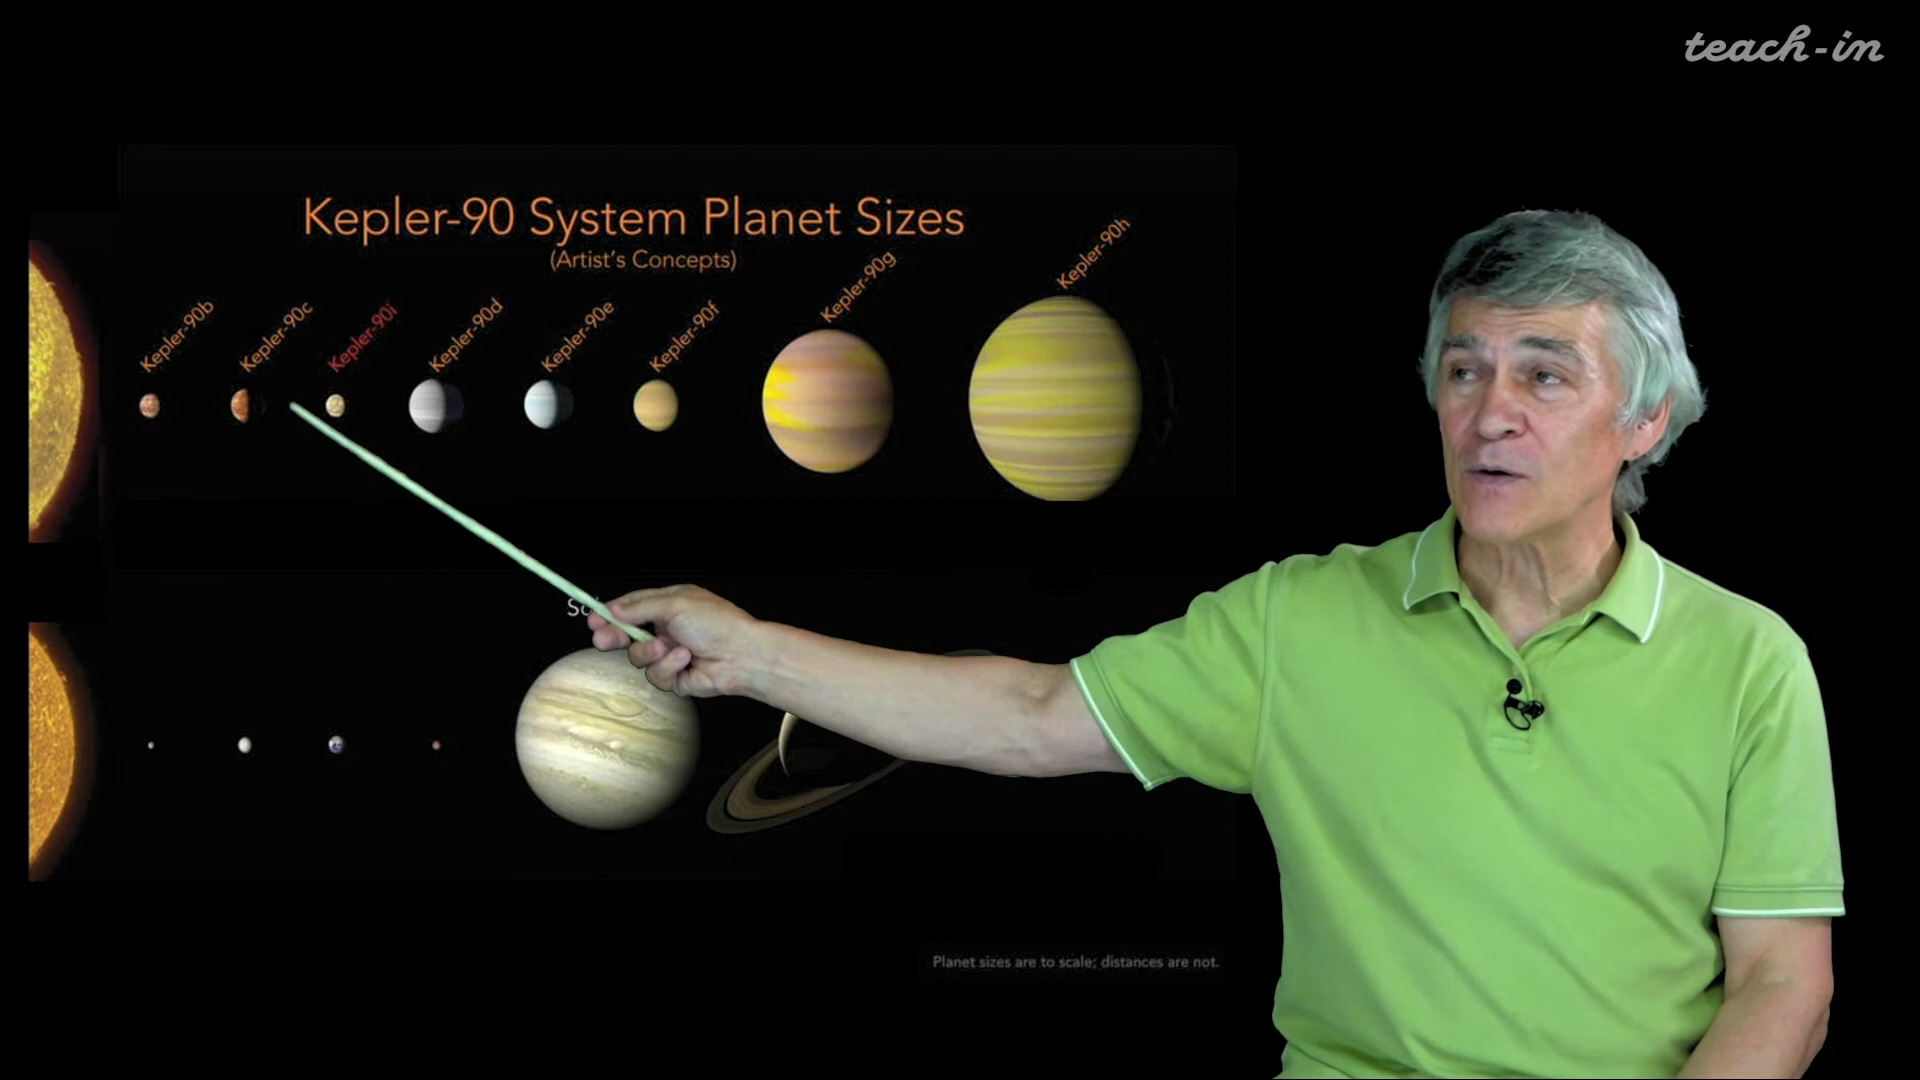 teach-in
Kepler-90 System Planet Sizes
(Artist's Concepts)
Kepler-90b
Kepler-90c
Kepler-90i
Kepler-90d
Kepler-90e
Kepler-90f
Kepler-90g
Kepler-90h
Planet sizes are to scale; distances are not.